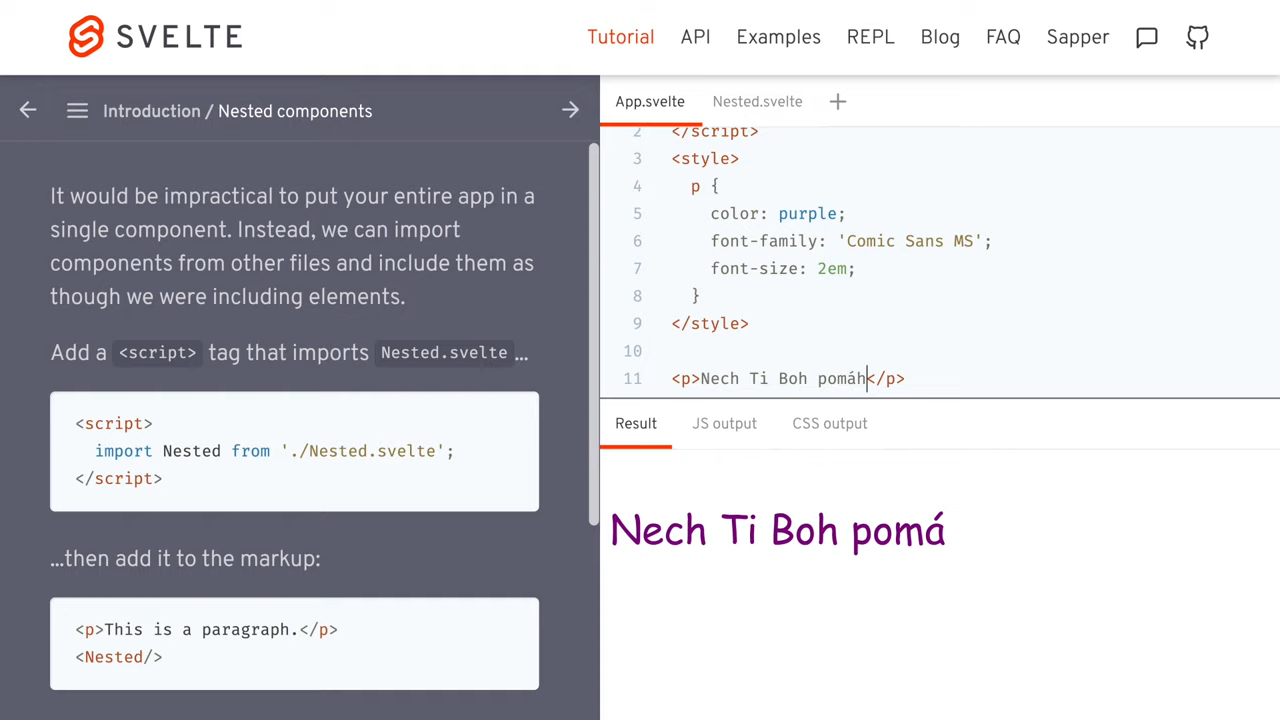 SVELTE
Tutorial API Examples REPL Blog FAQ Sapper
Introduction / Nested components
It would be impractical to put your entire app in a
single component. Instead, we can import
components from other files and include them as
though we were including elements.
Add a <script> tag that imports Nested.svelte ...
<script>
import Nested from './Nested.svelte';
</script>
...then add it to the markup:
<p>This is a paragraph.</p>
<Nested/>
App.svelte Nested.svelte +
2 </script>
3 <style>
4 p {
5 color: purple;
6 font-family: 'Comic Sans MS';
7 font-size: 2em;
8 }
9 </style>
10
11 <p>Nech Ti Boh pomáh</p>
Result JS output CSS output
Nech Ti Boh pomá